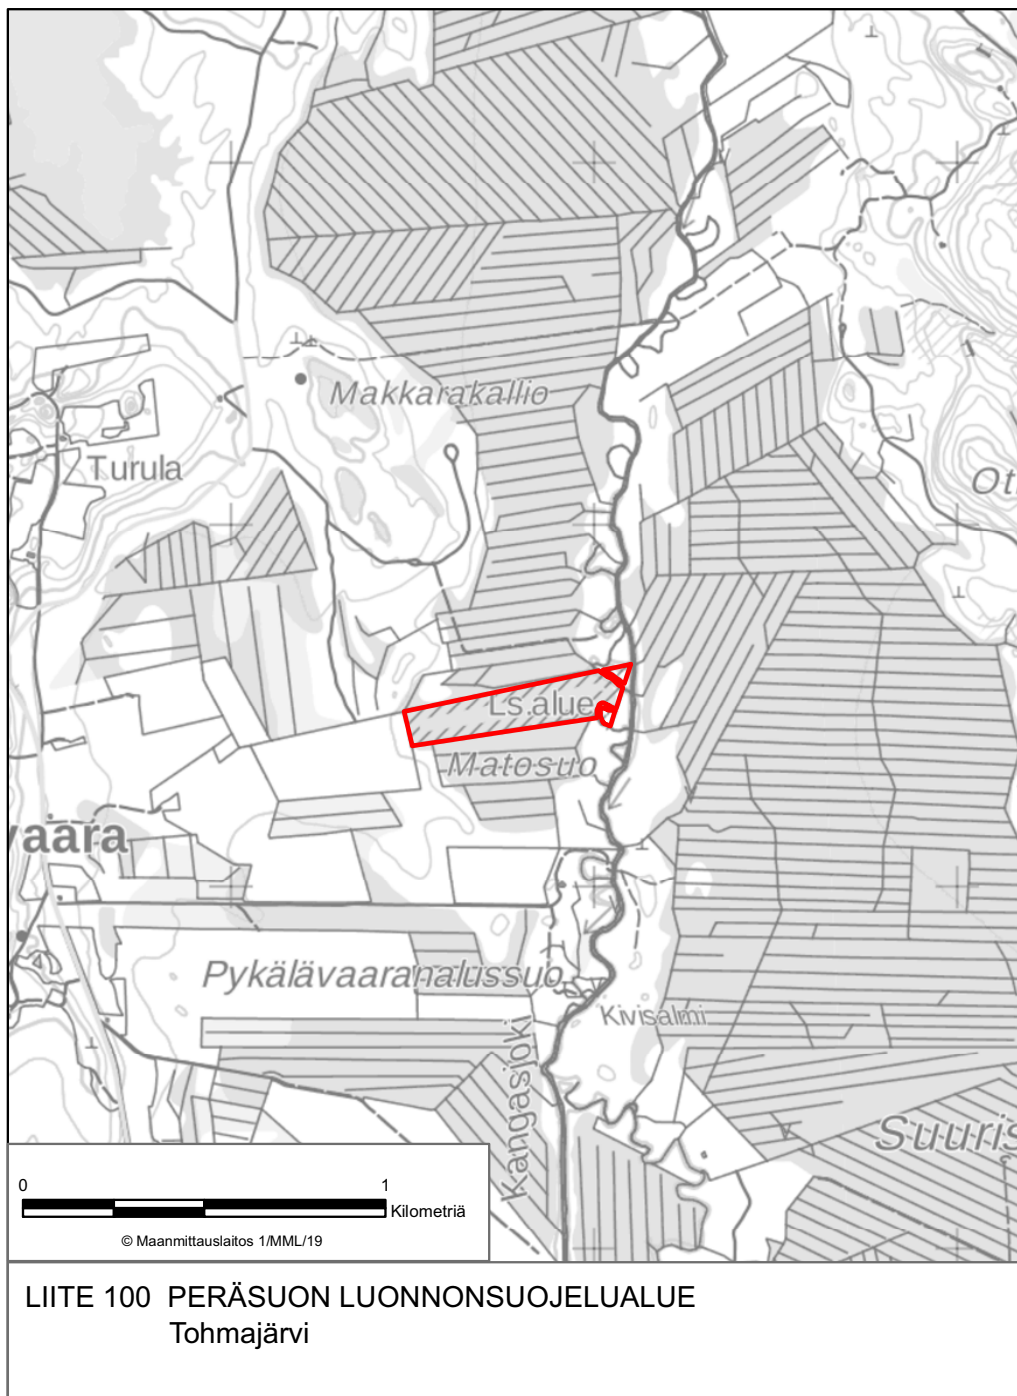 Makkarakallio
Turula
Ls.alue
Matosuo
vaara
Pykälävaaranalussuo
Kivisalmi
Kangasjoki
Suuris
Ot
0 1
Kilometriä
© Maanmittauslaitos 1/MML/19
LIITE 100 PERÄSUON LUONNONSUOJELUALUE
Tohmajärvi